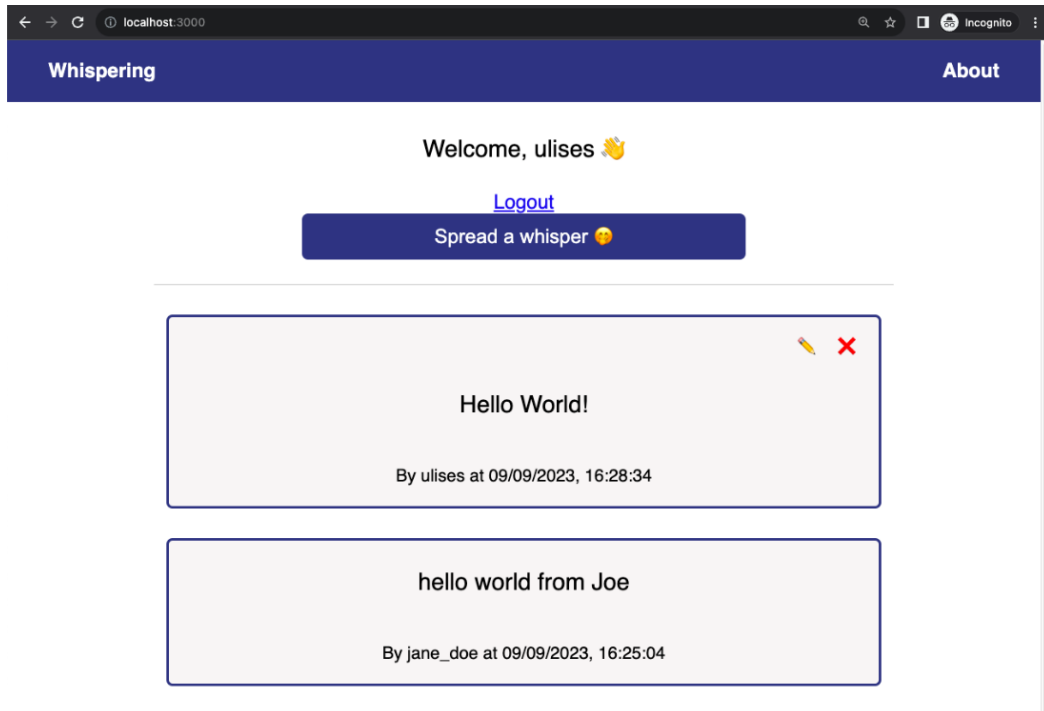 localhost:3000
Incognito
Whispering
About
Welcome, ulises 👋
Logout
Spread a whisper 🤭
Hello World!
By ulises at 09/09/2023, 16:28:34
hello world from Joe
By jane_doe at 09/09/2023, 16:25:04